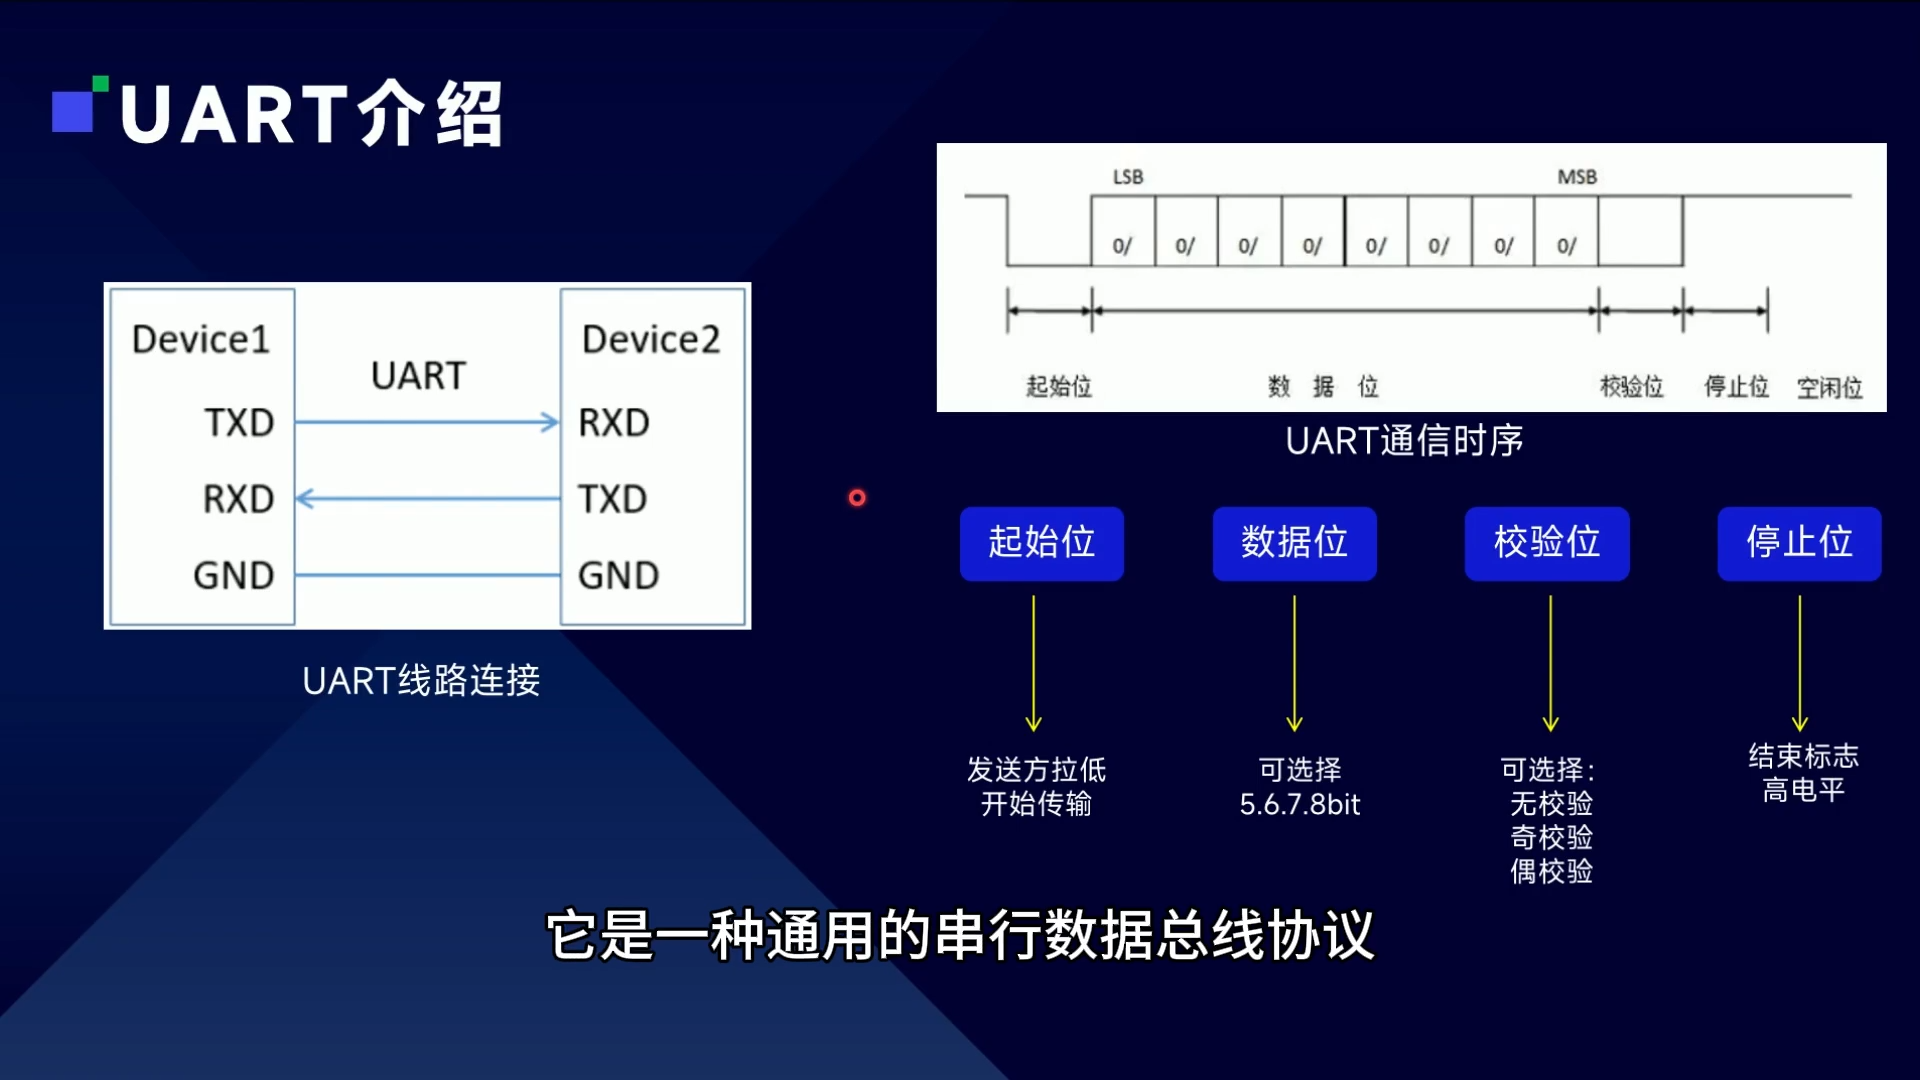 UART介绍
Device1
Device2
UART
TXD
RXD
RXD
TXD
GND
GND
UART线路连接
LSB
MSB
0/ 0/ 0/ 0/ 0/ 0/ 0/ 0/
起始位
数 据 位
校验位
停止位
空闲位
UART通信时序
起始位
数据位
校验位
停止位
发送方拉低
开始传输
可选择
5.6.7.8bit
可选择:
无校验
奇校验
偶校验
结束标志
高电平
它是一种通用的串行数据总线协议